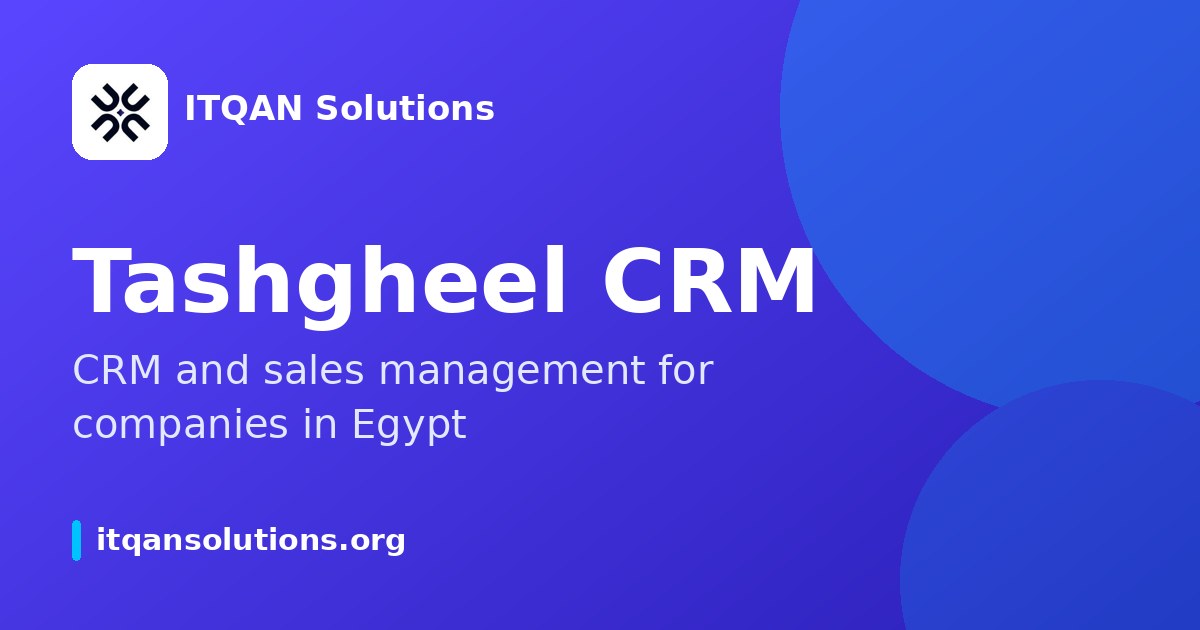 ITQAN Solutions
Tashgheel CRM
CRM and sales management for
companies in Egypt
itqansolutions.org